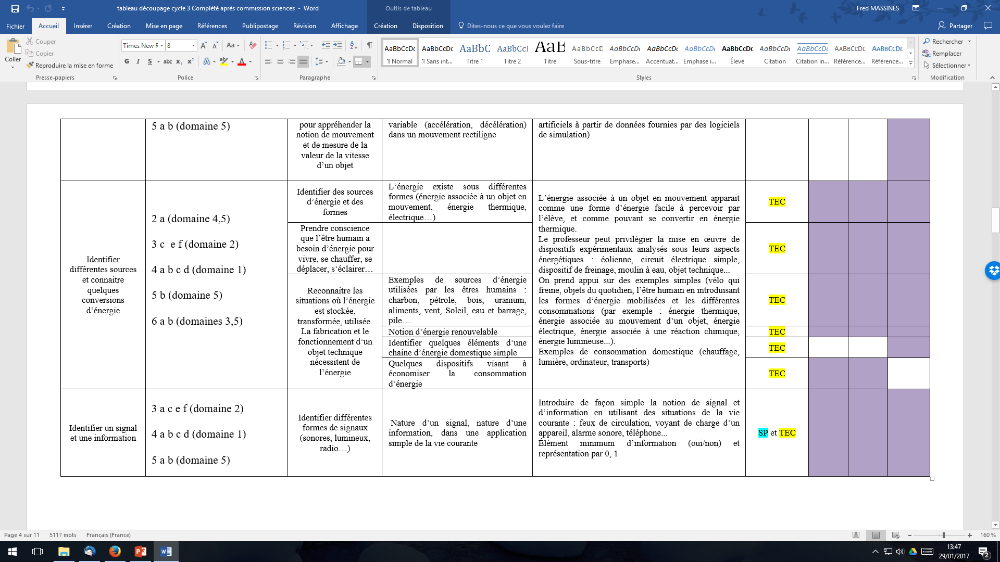 tableau découpage cycle 3 Complété après commission sciences - Word
Outils de tableau
Fred MASSINES
Fichier
Accueil
Insérer
Création
Mise en page
Références
Publipostage
Révision
Affichage
Création
Disposition
Dites-nous ce que vous voulez faire
Partager
Coller
Couper
Copier
Reproduire la mise en forme
Presse-papiers
Times New R
8
Aa
G I S abc x₂ x²
Police
Paragraphe
AaBbCcDc
¶ Normal
AaBbCcDc
¶ Sans int...
AaBbC
Titre 1
AaBbCcI
Titre 2
AaB
Titre
AaBbCcD
Sous-titre
AaBbCcDc
Emphase...
AaBbCcDc
Accentuat...
AaBbCcDc
Emphase i...
AaBbCcDc
Élevé
AaBbCcDc
Citation
AaBbCcDc
Citation in...
AaBbCcDc
Référence...
AaBbCcDc
Référence...
Styles
Rechercher
Remplacer
Sélectionner
Modification
5 a b (domaine 5)
pour appréhender la
notion de mouvement
et de mesure de la
valeur de la vitesse
d’un objet
variable (accélération, décélération)
dans un mouvement rectiligne
artificiels à partir de données fournies par des logiciels
de simulation)
Identifier
différentes sources
et connaitre
quelques
conversions
d’énergie
2 a (domaine 4,5)
3 c  e f (domaine 2)
4 a b c d (domaine 1)
5 b (domaine 5)
6 a b (domaines 3,5)
Identifier des sources
d’énergie et des
formes
L’énergie existe sous différentes
formes (énergie associée à un objet en
mouvement, énergie thermique,
électrique…)
Prendre conscience
que l’être humain a
besoin d’énergie pour
vivre, se chauffer, se
déplacer, s’éclairer…
Reconnaitre les
situations où l’énergie
est stockée,
transformée, utilisée.
La fabrication et le
fonctionnement d’un
objet technique
nécessitent de
l’énergie
Exemples de sources d’énergie
utilisées par les êtres humains :
charbon, pétrole, bois, uranium,
aliments, vent, Soleil, eau et barrage,
pile…
Notion d’énergie renouvelable
Identifier quelques éléments d’une
chaine d’énergie domestique simple
Quelques dispositifs visant à
économiser la consommation
d’énergie
L’énergie associée à un objet en mouvement apparait
comme une forme d’énergie facile à percevoir par
l’élève, et comme pouvant se convertir en énergie
thermique.
Le professeur peut privilégier la mise en œuvre de
dispositifs expérimentaux analysés sous leurs aspects
énergétiques : éolienne, circuit électrique simple,
dispositif de freinage, moulin à eau, objet technique...
On prend appui sur des exemples simples (vélo qui
freine, objets du quotidien, l’être humain en introduisant
les formes d’énergie mobilisées et les différentes
consommations (par exemple : énergie thermique,
énergie associée au mouvement d’un objet, énergie
électrique, énergie associée à une réaction chimique,
énergie lumineuse...).
Exemples de consommation domestique (chauffage,
lumière, ordinateur, transports)
TEC
TEC
TEC
TEC
TEC
TEC
Identifier un signal
et une information
3 a c e f (domaine 2)
4 a b c d (domaine 1)
5 a b (domaine 5)
Identifier différentes
formes de signaux
(sonores, lumineux,
radio…)
Nature d’un signal, nature d’une
information, dans une application
simple de la vie courante
Introduire de façon simple la notion de signal et
d’information en utilisant des situations de la vie
courante : feux de circulation, voyant de charge d’un
appareil, alarme sonore, téléphone...
Élément minimum d’information (oui/non) et
représentation par 0, 1
SP et TEC
Page 4 sur 11
5117 mots
Français (France)
160 %
13:47
29/01/2017
2